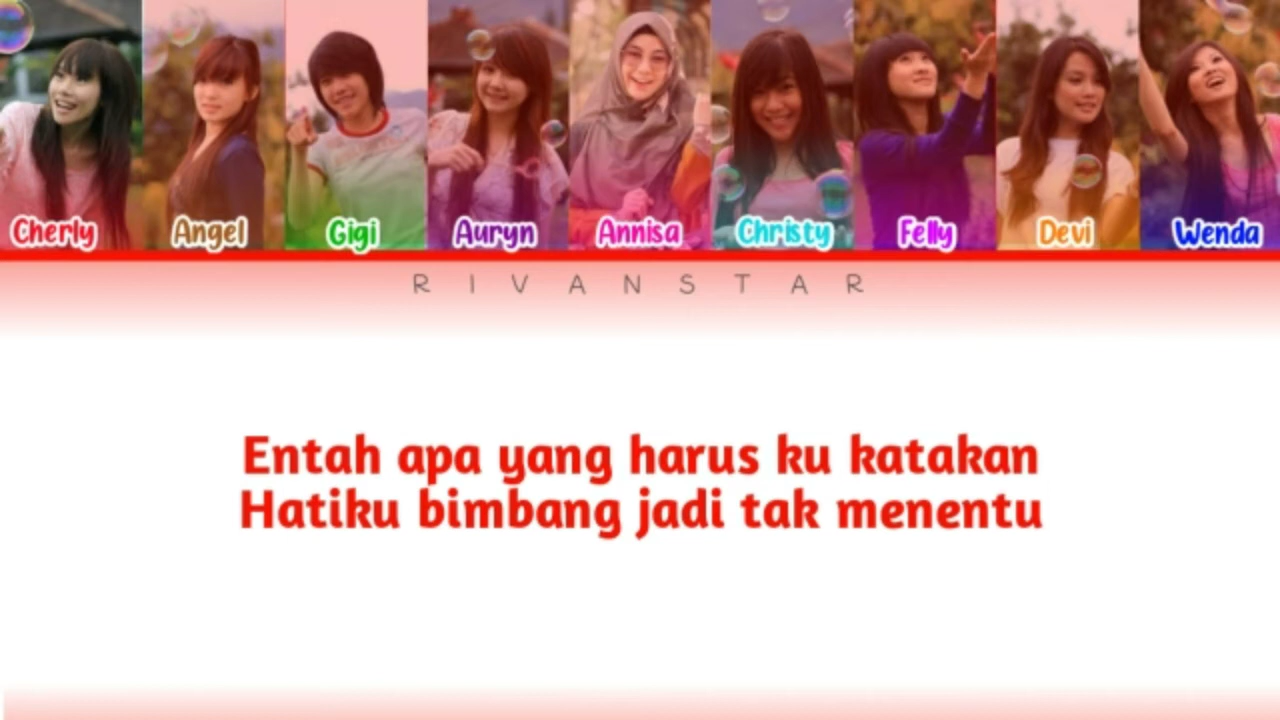 Cherly
Angel
Gigi
Auryn
Annisa
Christy
Felly
Devi
Wenda
RIVANSTAR
Entah apa yang harus ku katakan
Hatiku bimbang jadi tak menentu